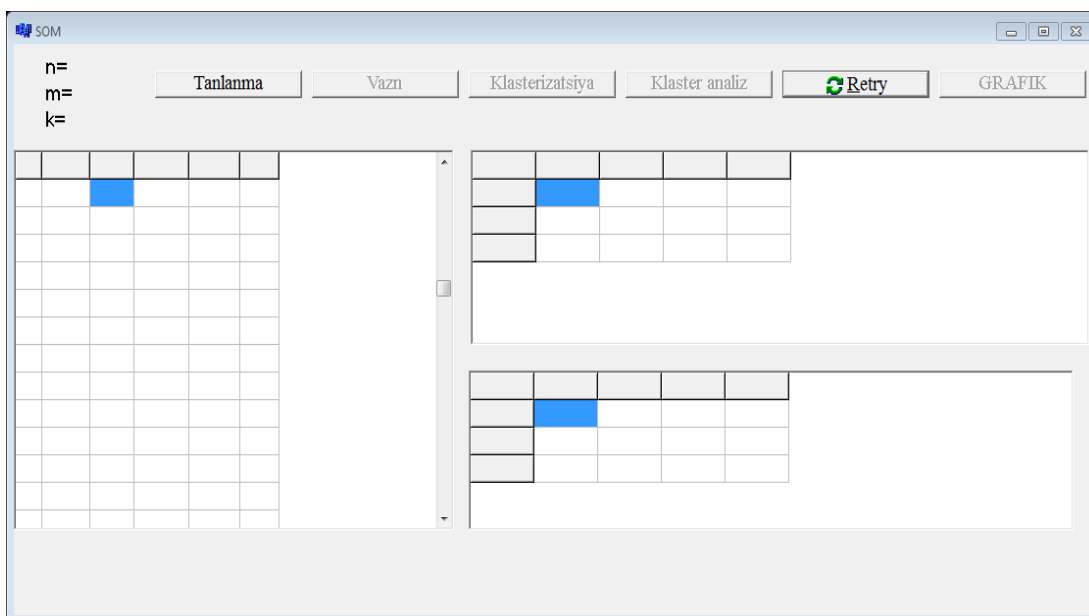 SOM
n=
m=
k=
Tanlanma Vazn Klasterizatsiya Klaster analiz Retry GRAFIK